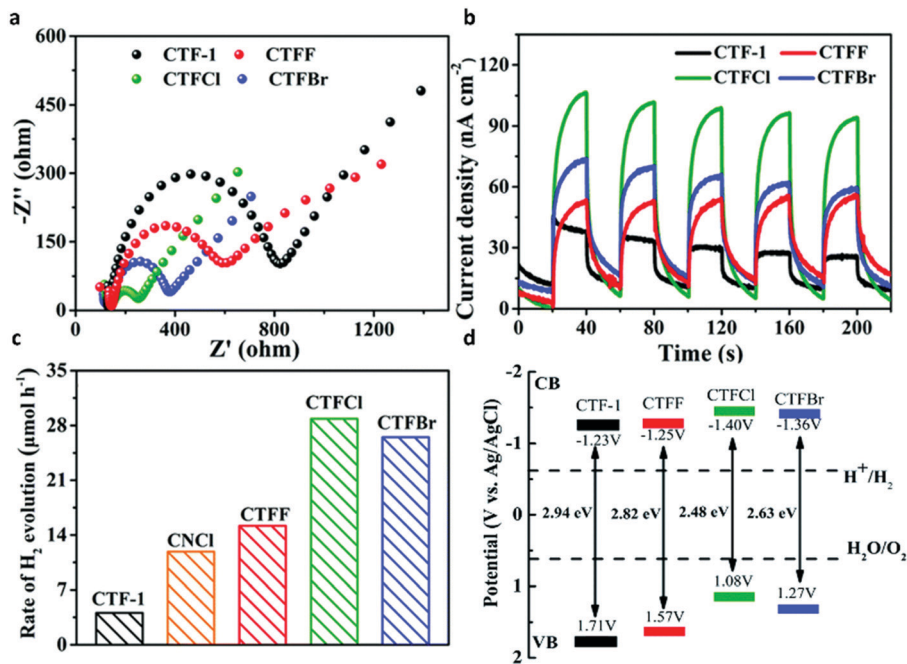 a
600
450
300
150
0
-Z'' (ohm)
CTF-1 CTFF
CTFCl CTFBr
0 400 800 1200
Z' (ohm)
b
135
120
90
60
30
0
Current density (nA cm⁻²)
CTF-1 CTFF
CTFCl CTFBr
0 40 80 120 160 200
Time (s)
c
35
28
21
14
7
0
Rate of H₂ evolution (μmol h⁻¹)
CTF-1
CNCl
CTFF
CTFCl
CTFBr
d
-2
-1
0
1
2
Potential (V vs. Ag/AgCl)
CB
CTF-1 CTFF CTFCl CTFBr
-1.23V -1.25V -1.40V -1.36V
H⁺/H₂
2.94 eV 2.82 eV 2.48 eV 2.63 eV
H₂O/O₂
1.71V 1.57V 1.08V 1.27V
VB